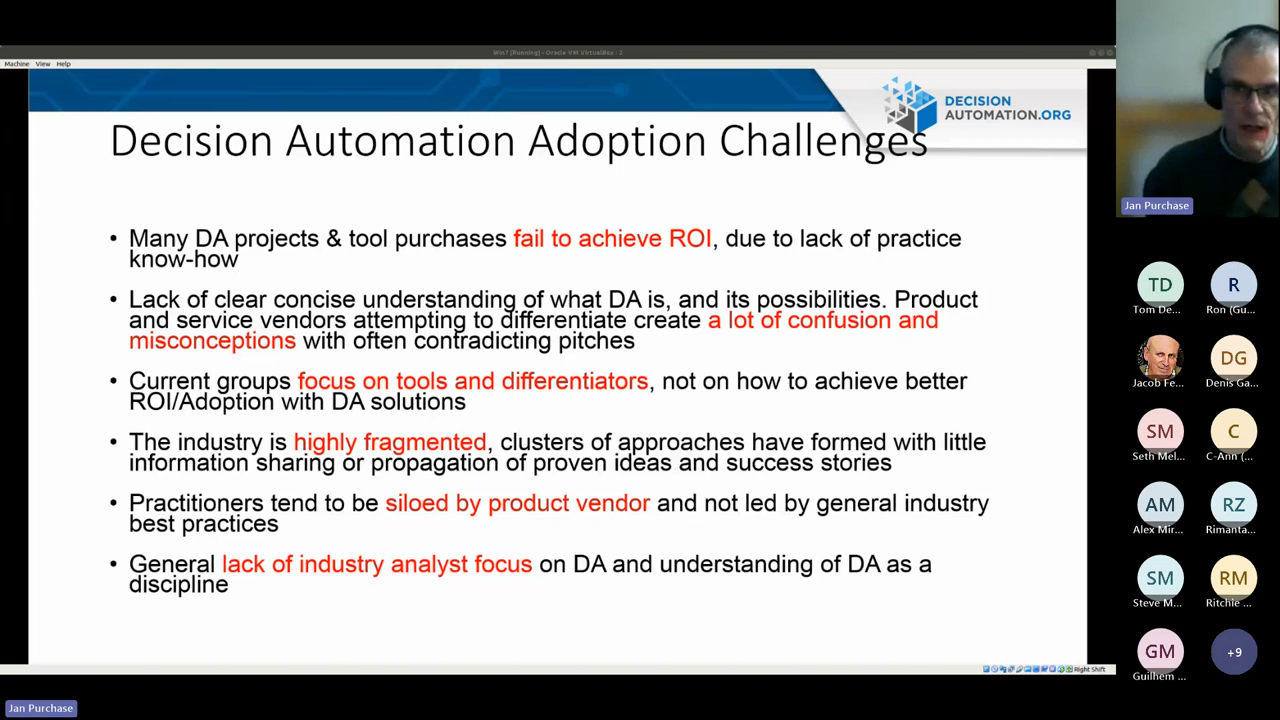 Win7 [Running] - Oracle VM VirtualBox : 2
Machine View Help
DECISION
AUTOMATION.ORG
Decision Automation Adoption Challenges
• Many DA projects & tool purchases fail to achieve ROI, due to lack of practice
know-how
• Lack of clear concise understanding of what DA is, and its possibilities. Product
and service vendors attempting to differentiate create a lot of confusion and
misconceptions with often contradicting pitches
• Current groups focus on tools and differentiators, not on how to achieve better
ROI/Adoption with DA solutions
• The industry is highly fragmented, clusters of approaches have formed with little
information sharing or propagation of proven ideas and success stories
• Practitioners tend to be siloed by product vendor and not led by general industry
best practices
• General lack of industry analyst focus on DA and understanding of DA as a
discipline
Right Shift
Jan Purchase
Jan Purchase
TD R
Tom De... Ron (Gu...
DG
Jacob Fe... Denis Ga...
SM C
Seth Mel... C-Ann (...
AM RZ
Alex Mir... Rimanta...
SM RM
Steve M... Ritchie ...
GM +9
Guilhem ...